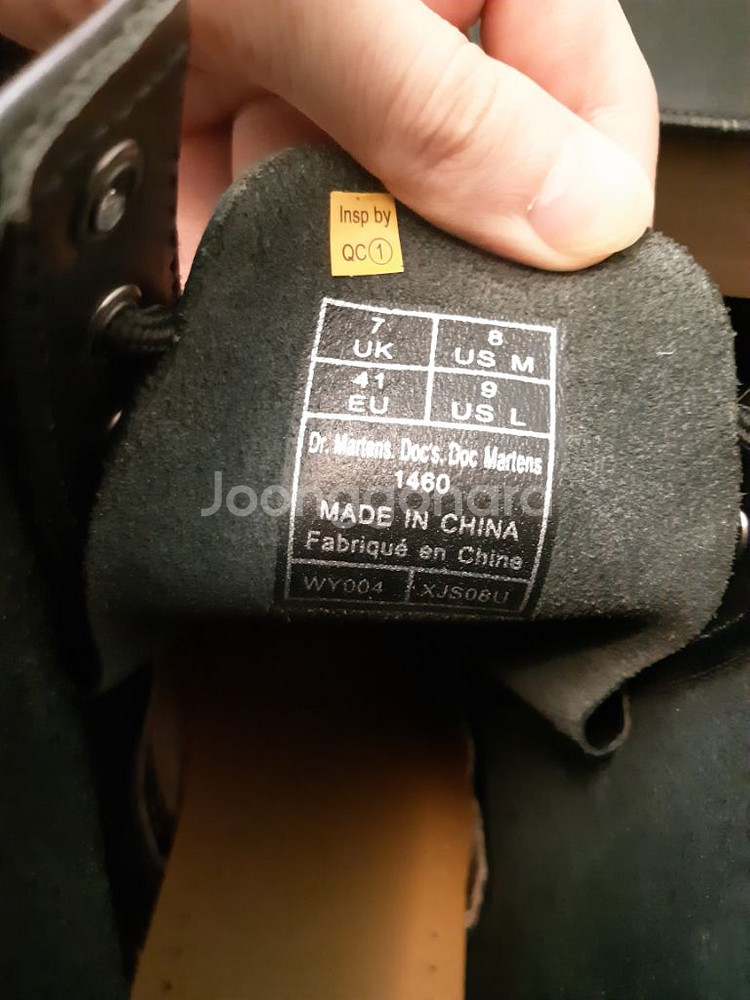 Insp by
QC①
7
UK
8
US M
41
EU
9
US L
Dr. Martens. Doc's. Doc Martens
1460
Joonggonara
MADE IN CHINA
Fabriqué en Chine
WY004
XJS08U